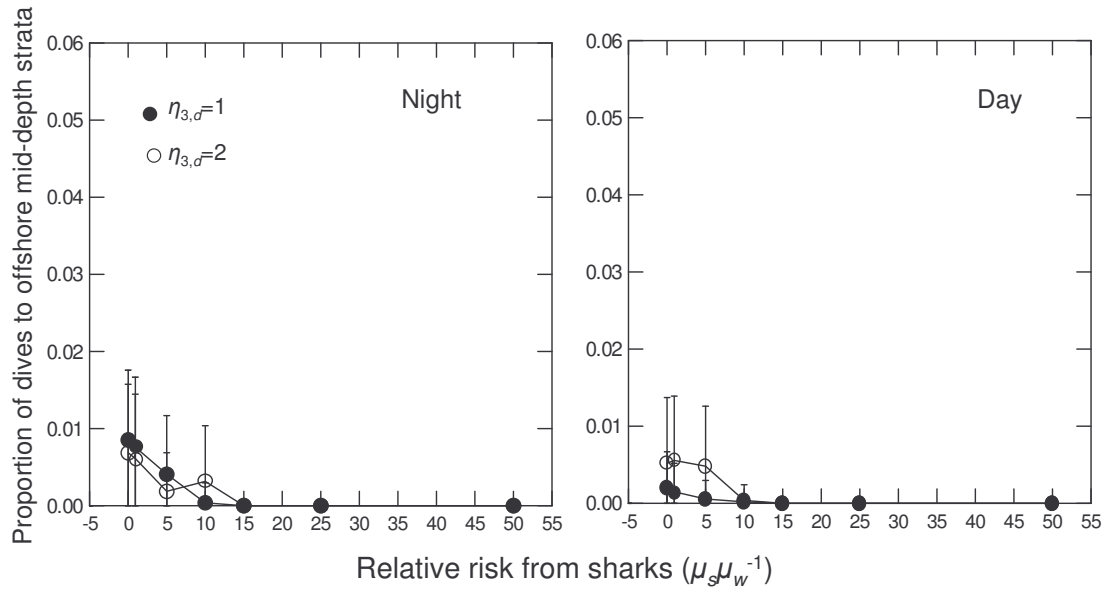 Proportion of dives to offshore mid-depth strata
0.06
0.05
0.04
0.03
0.02
0.01
0.00
Night
η3,d=1
η3,d=2
-5 0 5 10 15 20 25 30 35 40 45 50 55
0.06
0.05
0.04
0.03
0.02
0.01
0.00
Day
-5 0 5 10 15 20 25 30 35 40 45 50 55
Relative risk from sharks (μsμw-1)